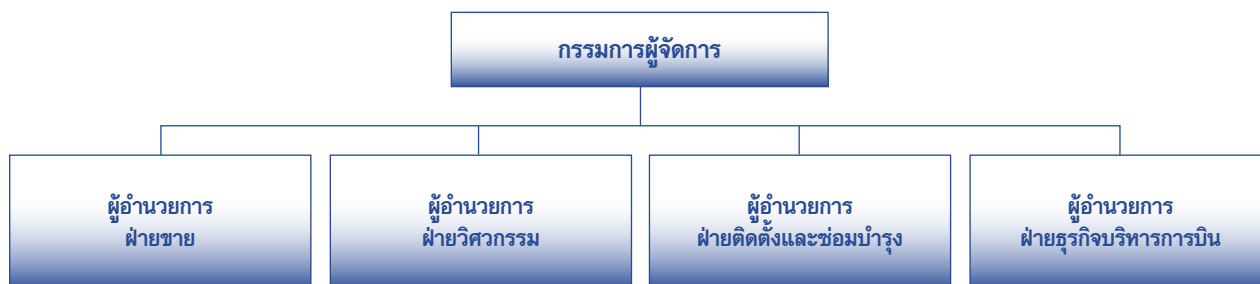 กรรมการผู้จัดการ
ผู้อำนวยการ
ฝ่ายขาย
ผู้อำนวยการ
ฝ่ายวิศวกรรม
ผู้อำนวยการ
ฝ่ายติดตั้งและซ่อมบำรุง
ผู้อำนวยการ
ฝ่ายธุรกิจบริหารการบิน